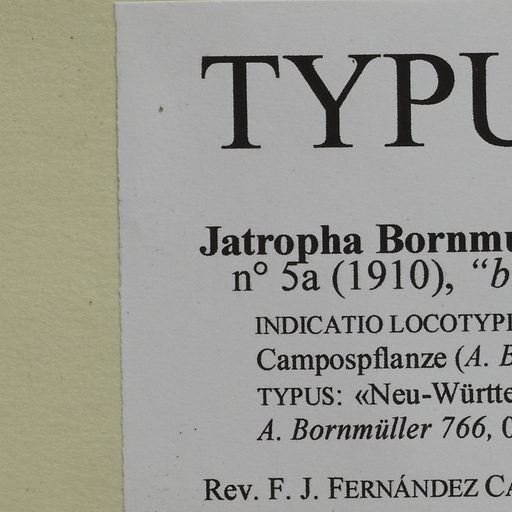 TYPU
Jatropha Bornmu
n° 5a (1910), "b
INDICATIO LOCOTYPI
Campospflanze (A. B
TYPUS: «Neu-Württe
A. Bornmüller 766, 0
Rev. F. J. FERNÁNDEZ CA